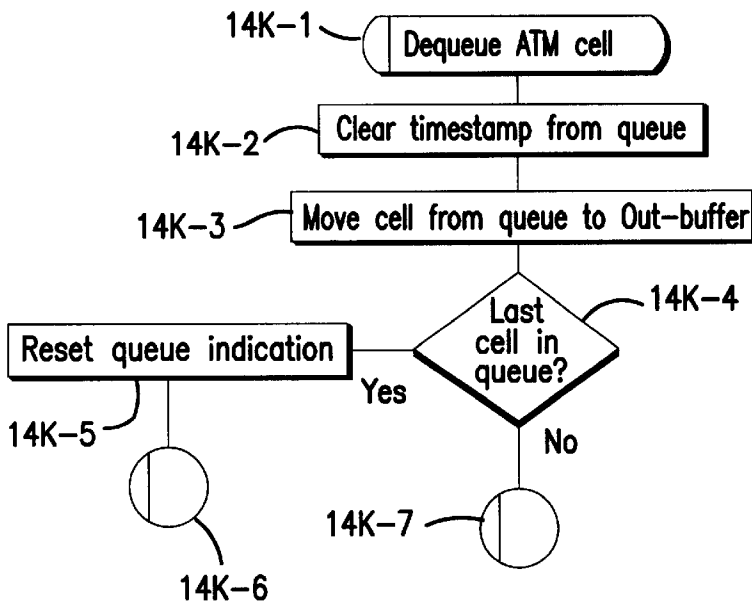 14K-1
Dequeue ATM cell
14K-2
Clear timestamp from queue
14K-3
Move cell from queue to Out-buffer
14K-4
Last
cell in
queue?
Reset queue indication
Yes
14K-5
No
14K-7
14K-6